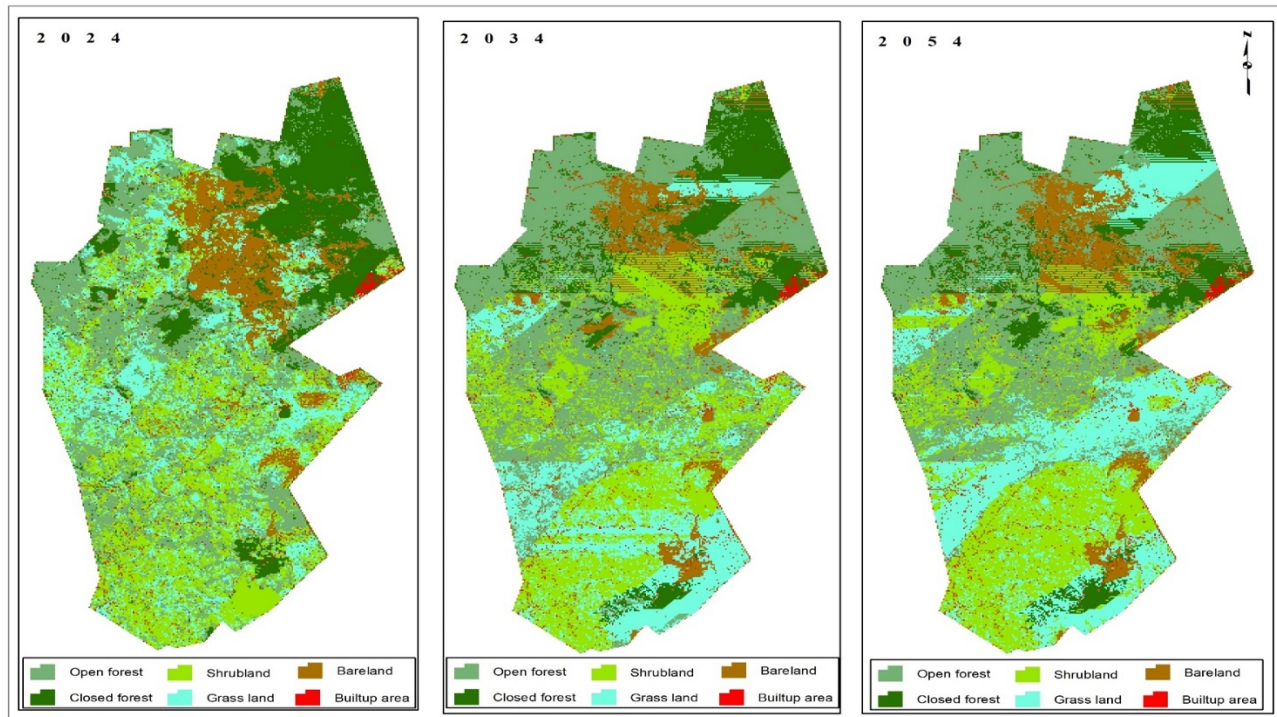 2 0 2 4
Open forest Shrubland Bareland
Closed forest Grass land Builtup area
2 0 3 4
Open forest Shrubland Bareland
Closed forest Grass land Builtup area
2 0 5 4
N
Open forest Shrubland Bareland
Closed forest Grass land Builtup area